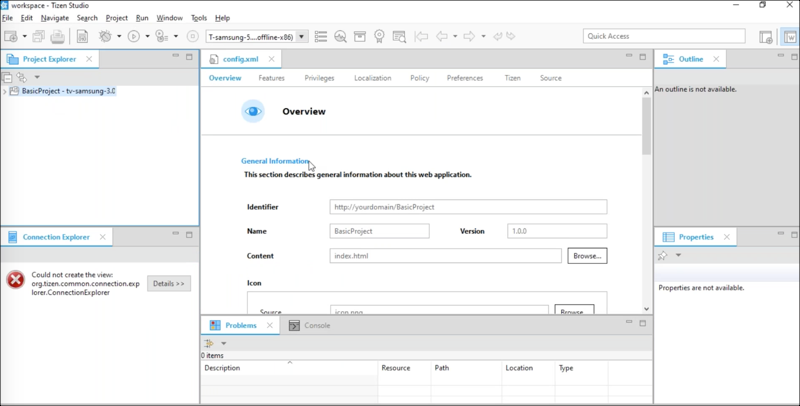 workspace - Tizen Studio
File Edit Navigate Search Project Run Window Tools Help
T-samsung-5....offline-x86)
Quick Access
Project Explorer
BasicProject - tv-samsung-3.0
config.xml
Overview Features Privileges Localization Policy Preferences Tizen Source
Overview
General Information
This section describes general information about this web application.
Identifier http://yourdomain/BasicProject
Name BasicProject Version 1.0.0
Content index.html Browse...
Icon
Source icon.png Browse
Outline
An outline is not available.
Connection Explorer
Could not create the view:
org.tizen.common.connection.exp
lorer.ConnectionExplorer
Details >>
Properties
Properties are not available.
Problems Console
0 items
Description Resource Path Location Type